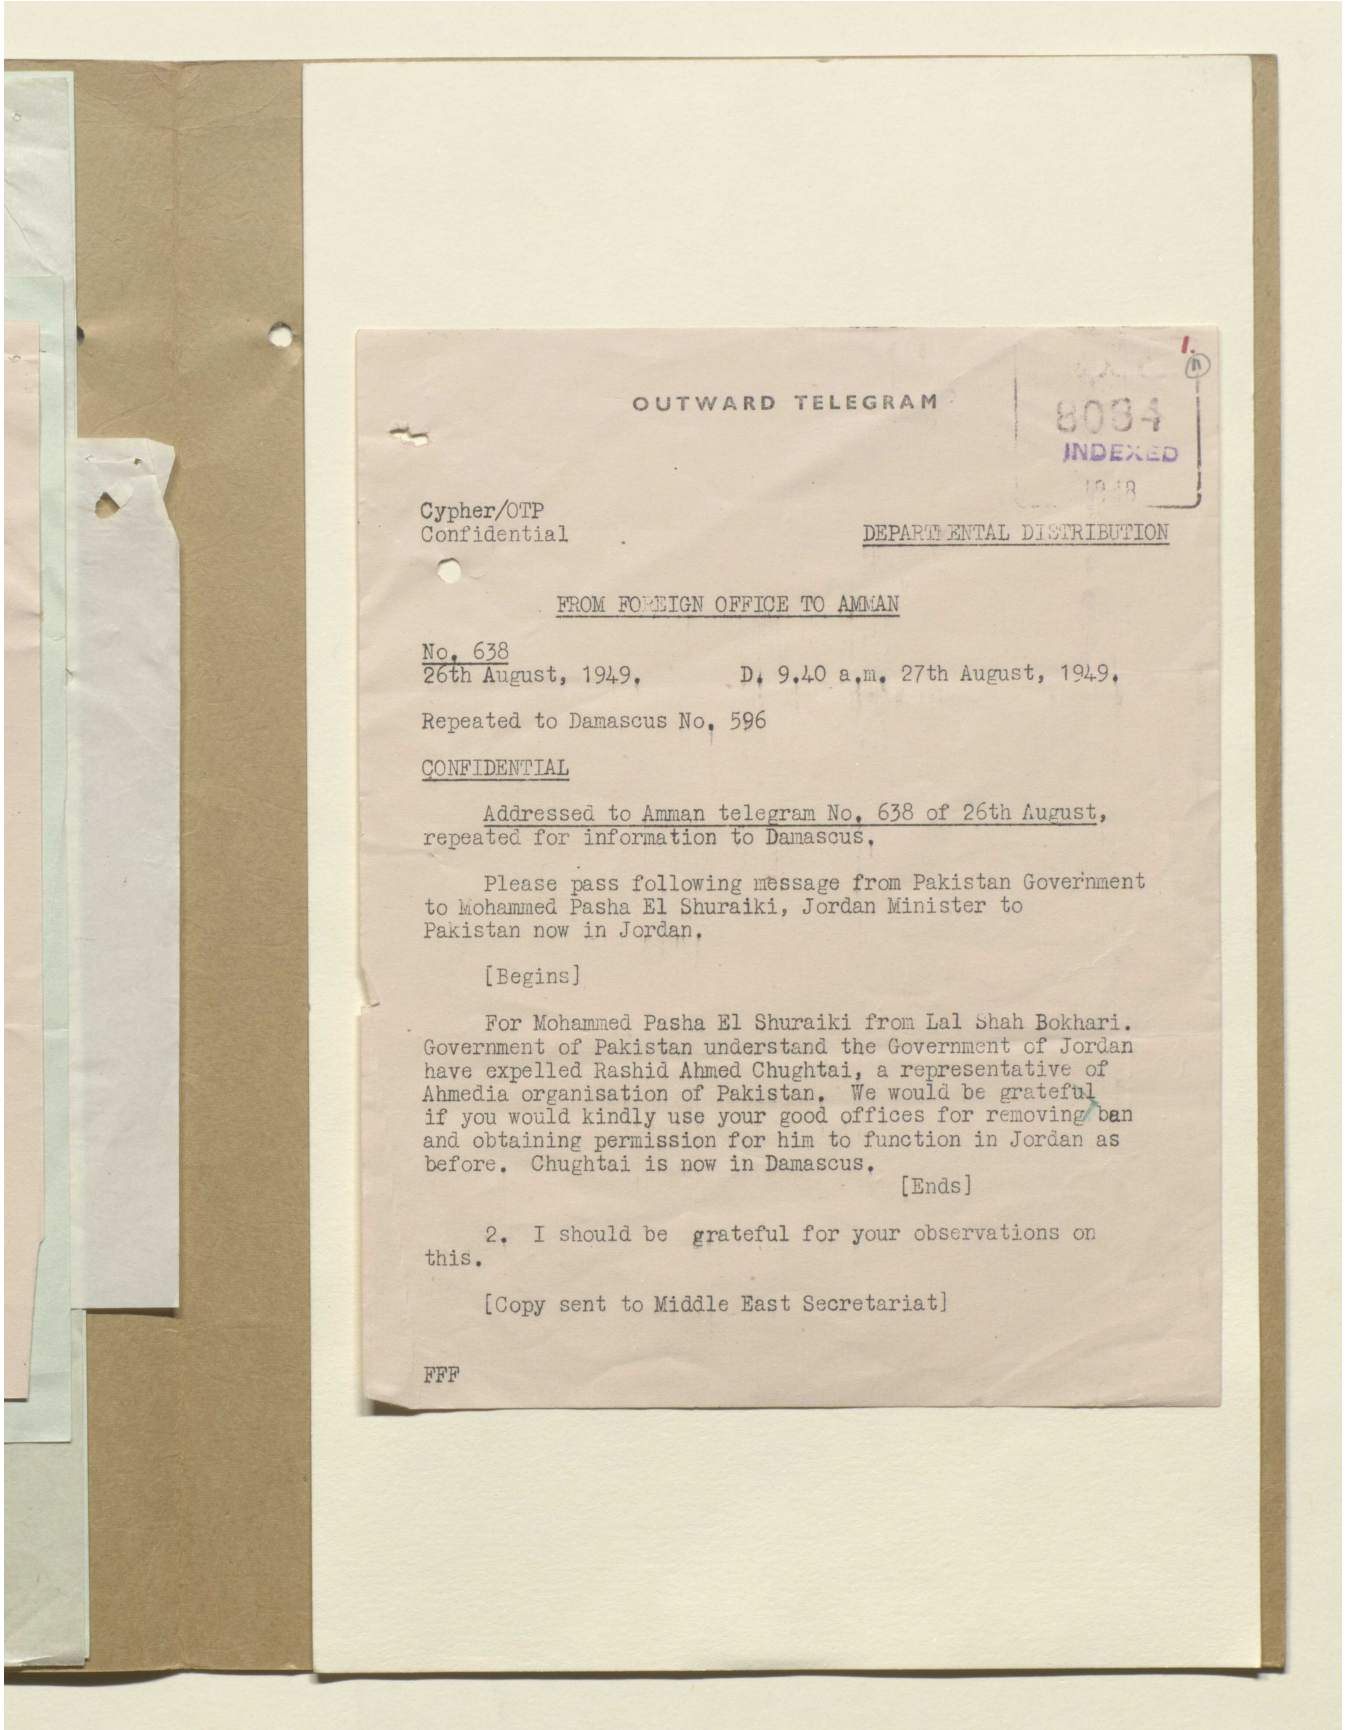 1.
OUTWARD TELEGRAM
8034
INDEXED
Cypher/OTP
Confidential
DEPARTMENTAL DISTRIBUTION
FROM FOREIGN OFFICE TO AMMAN
No. 638
26th August, 1949. D. 9.40 a.m. 27th August, 1949.
Repeated to Damascus No. 596
CONFIDENTIAL
Addressed to Amman telegram No. 638 of 26th August,
repeated for information to Damascus.
Please pass following message from Pakistan Government
to Mohammed Pasha El Shuraiki, Jordan Minister to
Pakistan now in Jordan.
[Begins]
For Mohammed Pasha El Shuraiki from Lal Shah Bokhari.
Government of Pakistan understand the Government of Jordan
have expelled Rashid Ahmed Chughtai, a representative of
Ahmedia organisation of Pakistan. We would be grateful
if you would kindly use your good offices for removing ban
and obtaining permission for him to function in Jordan as
before. Chughtai is now in Damascus.
[Ends]
2. I should be grateful for your observations on
this.
[Copy sent to Middle East Secretariat]
FFF